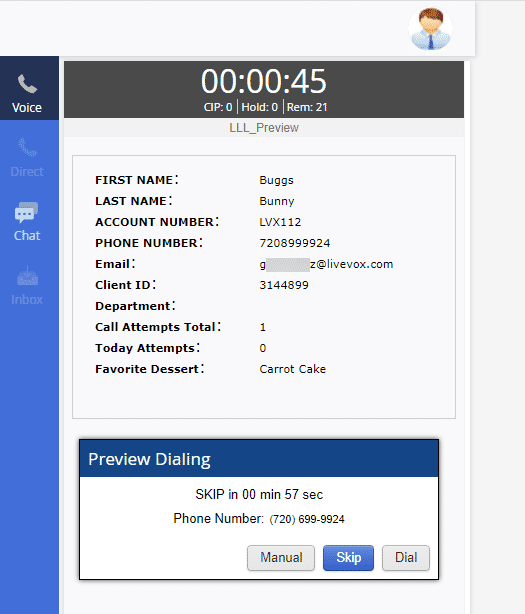 00:00:45
CIP: 0 | Hold: 0 | Rem: 21
LLL_Preview
Voice
Direct
Chat
Inbox
FIRST NAME: Buggs
LAST NAME: Bunny
ACCOUNT NUMBER: LVX112
PHONE NUMBER: 7208999924
Email: g z@livevox.com
Client ID: 3144899
Department:
Call Attempts Total: 1
Today Attempts: 0
Favorite Dessert: Carrot Cake
Preview Dialing
SKIP in 00 min 57 sec
Phone Number: (720) 699-9924
Manual Skip Dial